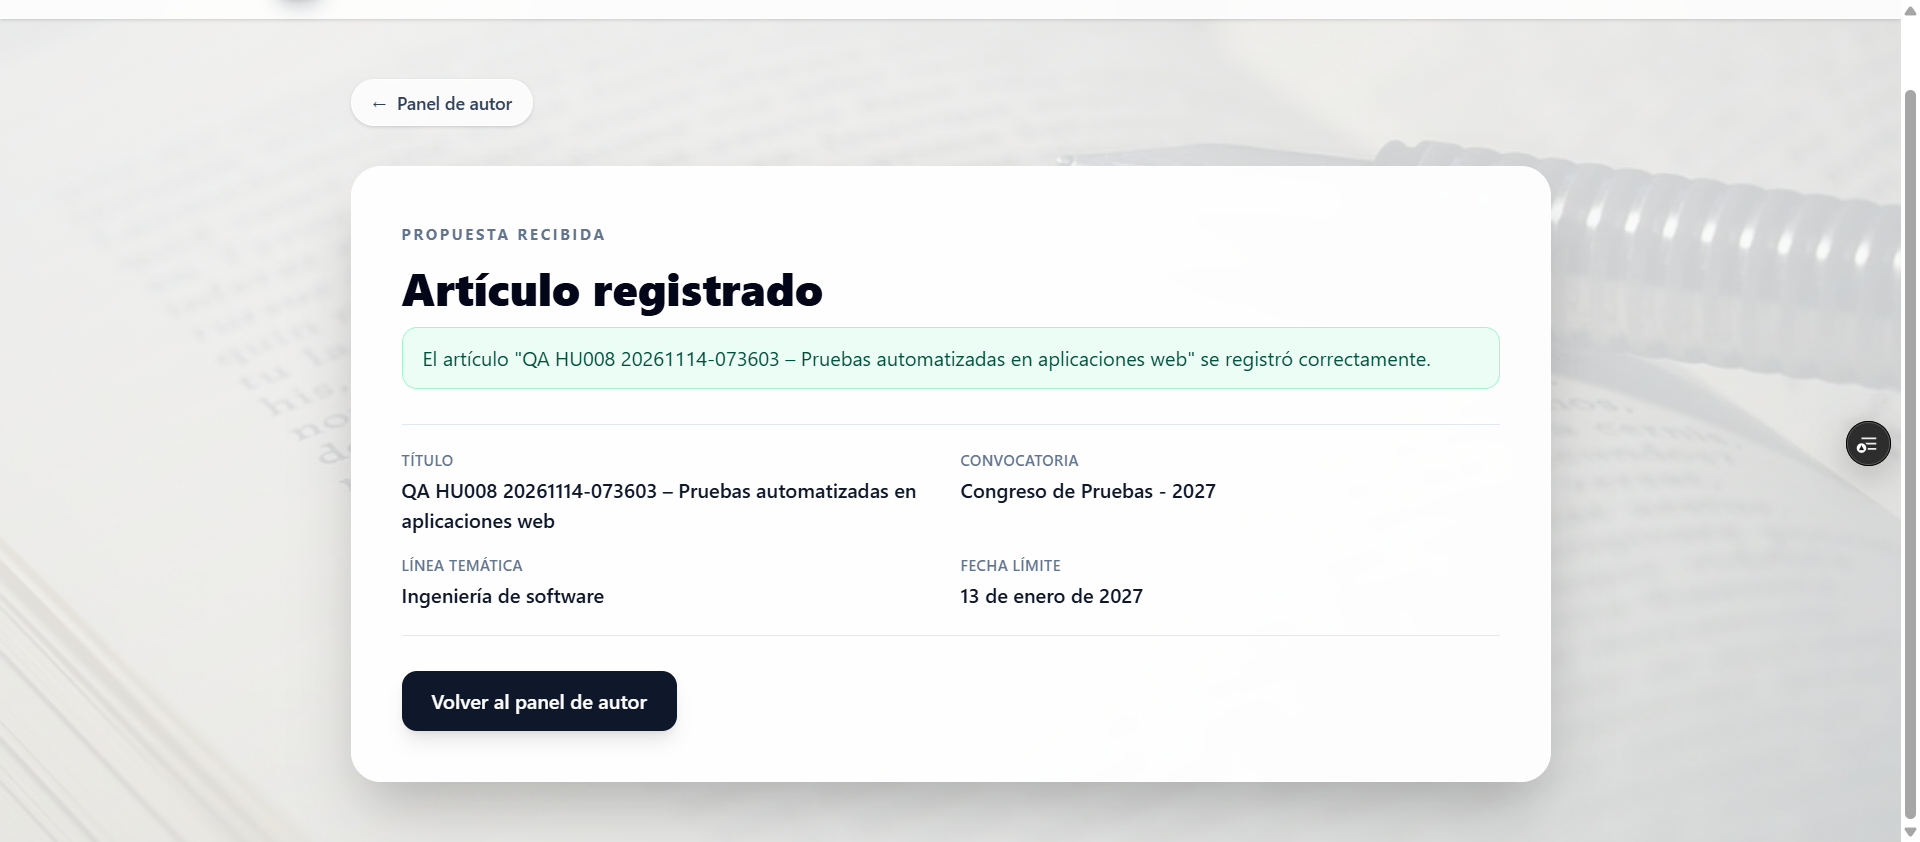 ← Panel de autor
PROPUESTA RECIBIDA
Artículo registrado
El artículo "QA HU008 20261114-073603 – Pruebas automatizadas en aplicaciones web" se registró correctamente.
TÍTULO
QA HU008 20261114-073603 – Pruebas automatizadas en
aplicaciones web
CONVOCATORIA
Congreso de Pruebas - 2027
LÍNEA TEMÁTICA
Ingeniería de software
FECHA LÍMITE
13 de enero de 2027
Volver al panel de autor